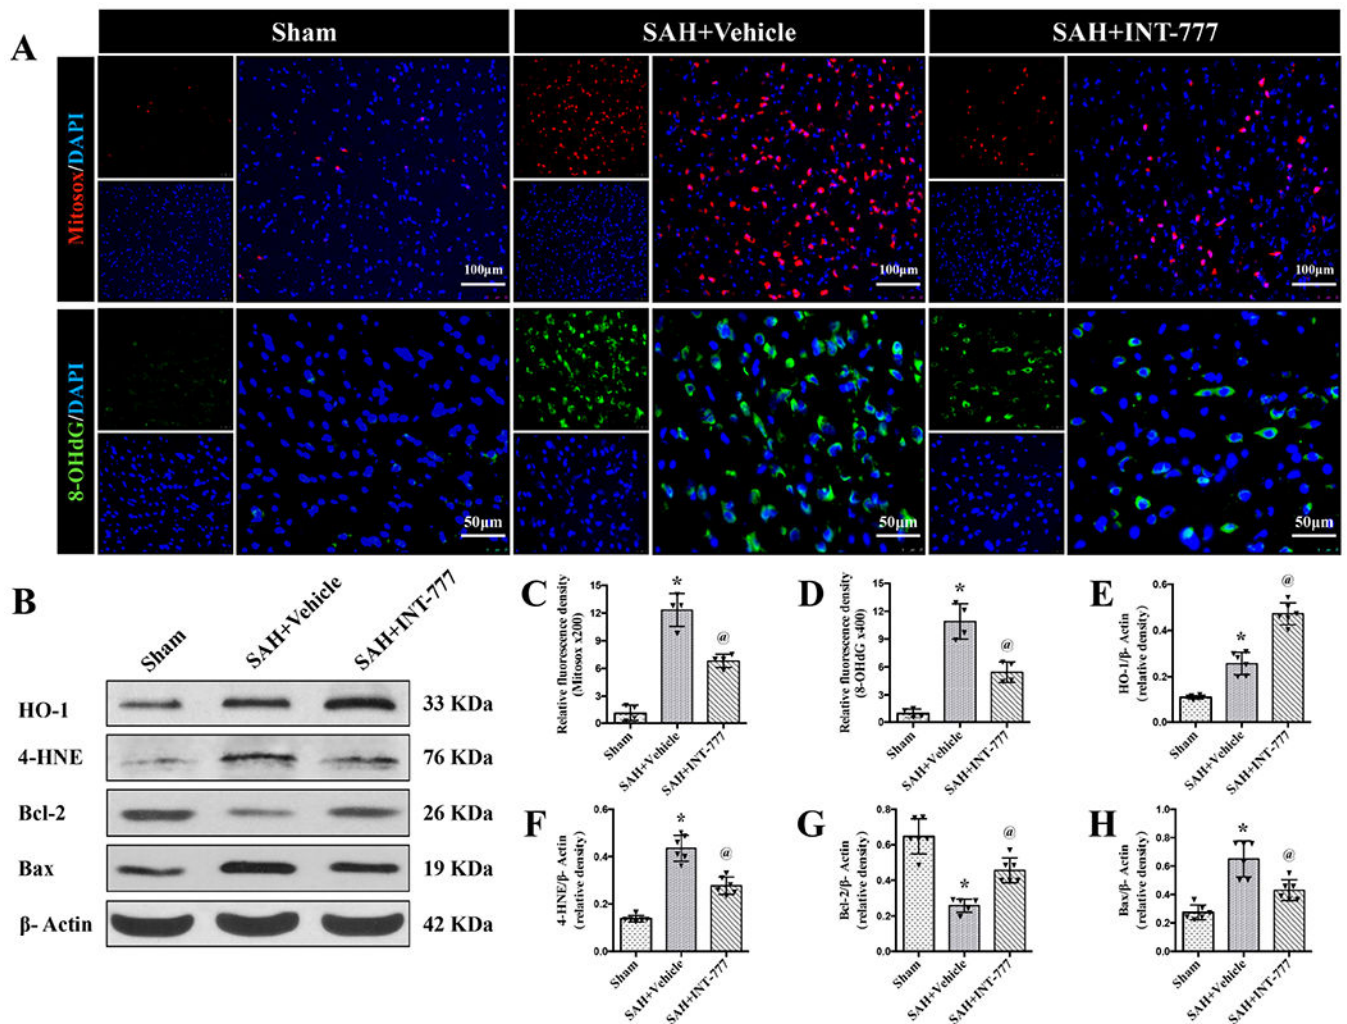 A
Sham
SAH+Vehicle
SAH+INT-777
Mitosox/DAPI
100µm
100µm
100µm
8-OHdG/DAPI
50µm
50µm
50µm
B
Sham
SAH+Vehicle
SAH+INT-777
HO-1
33 KDa
4-HNE
76 KDa
Bcl-2
26 KDa
Bax
19 KDa
β- Actin
42 KDa
C
Relative fluorescence density
(Mitosox x200)
15
12
9
6
3
0
*
@
Sham
SAH+Vehicle
SAH+INT-777
D
Relative fluorescence density
(8-OHdG x400)
15
12
9
6
3
0
*
@
Sham
SAH+Vehicle
SAH+INT-777
E
HO-1/β- Actin
(relative density)
0.6
0.4
0.2
0.0
*
@
Sham
SAH+Vehicle
SAH+INT-777
F
4-HNE/β- Actin
(relative density)
0.6
0.4
0.2
0.0
*
@
Sham
SAH+Vehicle
SAH+INT-777
G
Bcl-2/β- Actin
(relative density)
0.8
0.6
0.4
0.2
0.0
*
@
Sham
SAH+Vehicle
SAH+INT-777
H
Bax/β- Actin
(relative density)
1.0
0.8
0.6
0.4
0.2
0.0
*
@
Sham
SAH+Vehicle
SAH+INT-777